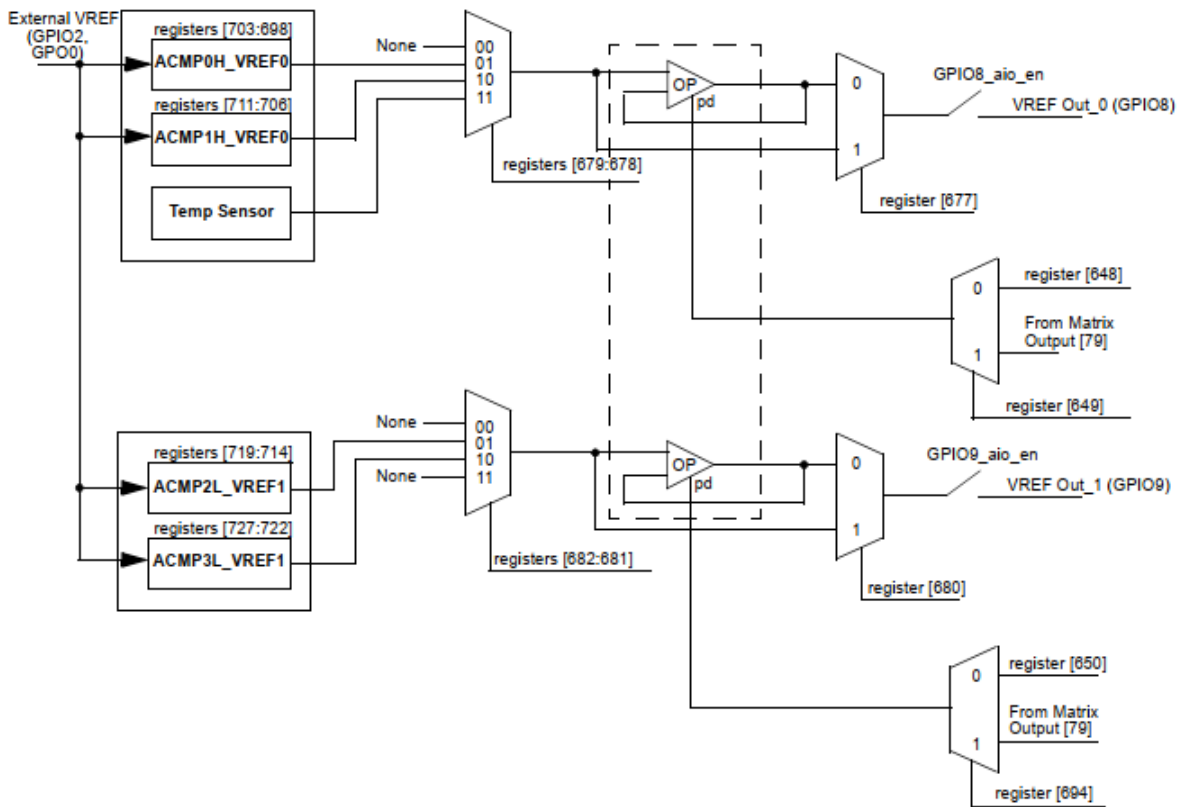 External VREF
(GPIO2,
GPO0)
registers [703:698]
ACMP0H_VREF0
registers [711:706]
ACMP1H_VREF0
Temp Sensor
None
00
01
10
11
registers [679:678]
OP
pd
0
1
register [677]
GPIO8_aio_en
VREF Out_0 (GPIO8)
0
1
register [648]
From Matrix
Output [79]
register [649]
registers [719:714]
ACMP2L_VREF1
registers [727:722]
ACMP3L_VREF1
None
None
00
01
10
11
registers [682:681]
OP
pd
0
1
register [680]
GPIO9_aio_en
VREF Out_1 (GPIO9)
0
1
register [650]
From Matrix
Output [79]
register [694]